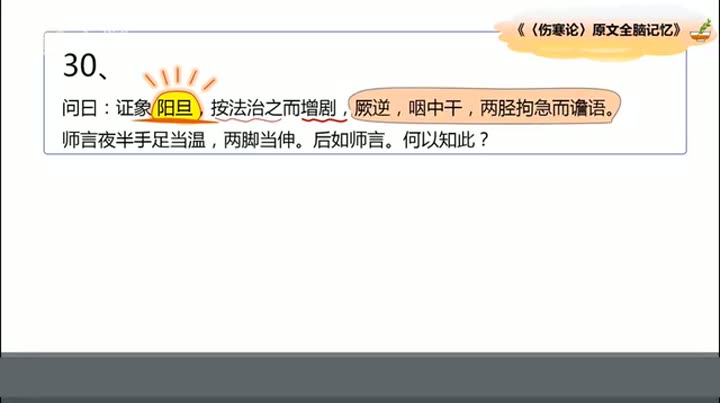 《〈伤寒论〉原文全脑记忆》
30、
问曰：证象阳旦，按法治之而增剧，厥逆，咽中干，两胫拘急而谵语。
师言夜半手足当温，两脚当伸。后如师言。何以知此？